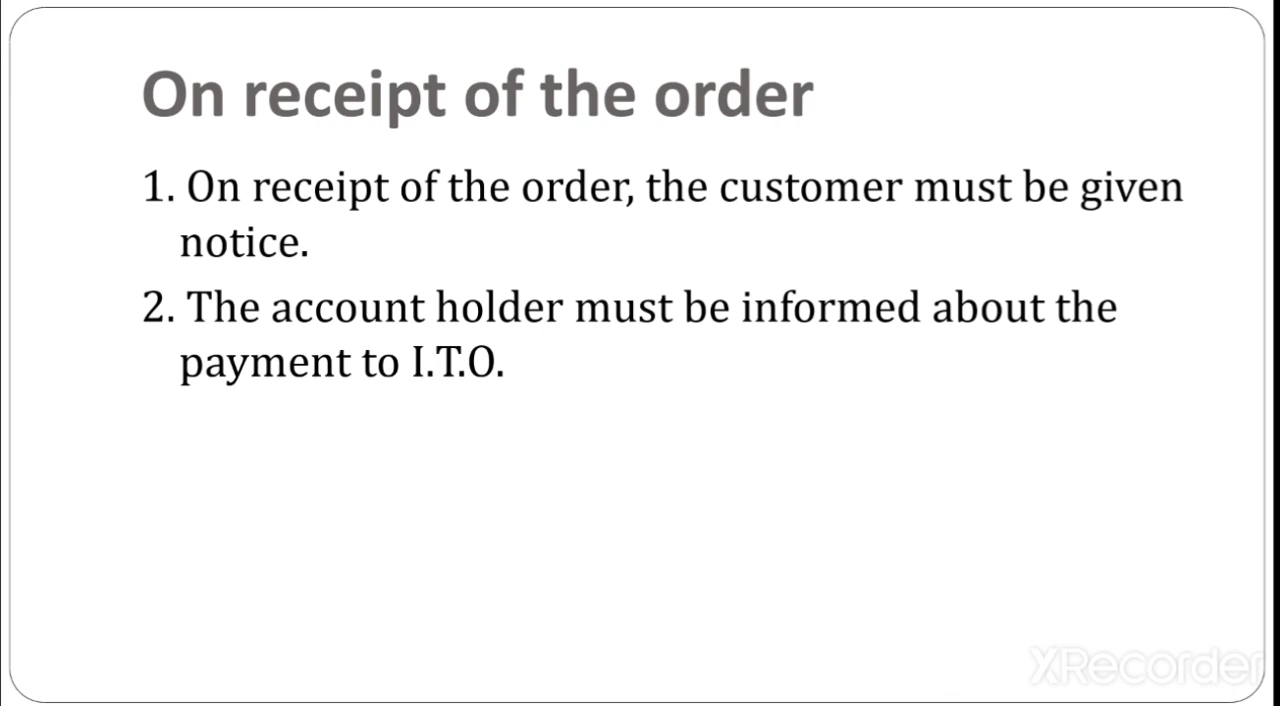 On receipt of the order
1. On receipt of the order, the customer must be given
notice.
2. The account holder must be informed about the
payment to I.T.O.
XRecorder